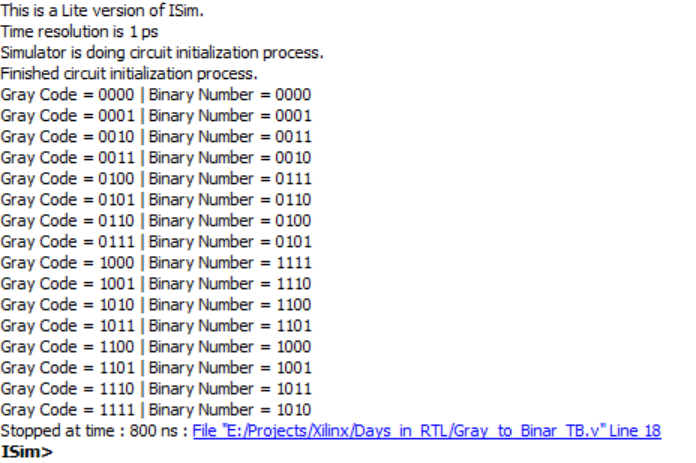 This is a Lite version of ISim.
Time resolution is 1 ps
Simulator is doing circuit initialization process.
Finished circuit initialization process.
Gray Code = 0000 | Binary Number = 0000
Gray Code = 0001 | Binary Number = 0001
Gray Code = 0010 | Binary Number = 0011
Gray Code = 0011 | Binary Number = 0010
Gray Code = 0100 | Binary Number = 0111
Gray Code = 0101 | Binary Number = 0110
Gray Code = 0110 | Binary Number = 0100
Gray Code = 0111 | Binary Number = 0101
Gray Code = 1000 | Binary Number = 1111
Gray Code = 1001 | Binary Number = 1110
Gray Code = 1010 | Binary Number = 1100
Gray Code = 1011 | Binary Number = 1101
Gray Code = 1100 | Binary Number = 1000
Gray Code = 1101 | Binary Number = 1001
Gray Code = 1110 | Binary Number = 1011
Gray Code = 1111 | Binary Number = 1010
Stopped at time : 800 ns : File "E:/Projects/Xilinx/Days_in_RTL/Gray_to_Binar_TB.v" Line 18
ISim>